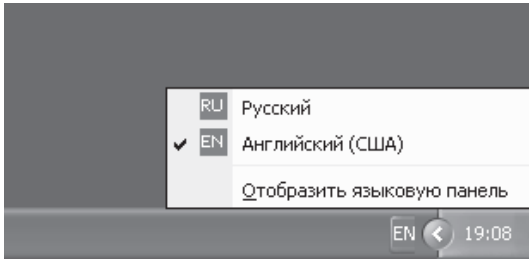 RU Русский
EN Английский (США)
Отобразить языковую панель
EN 19:08